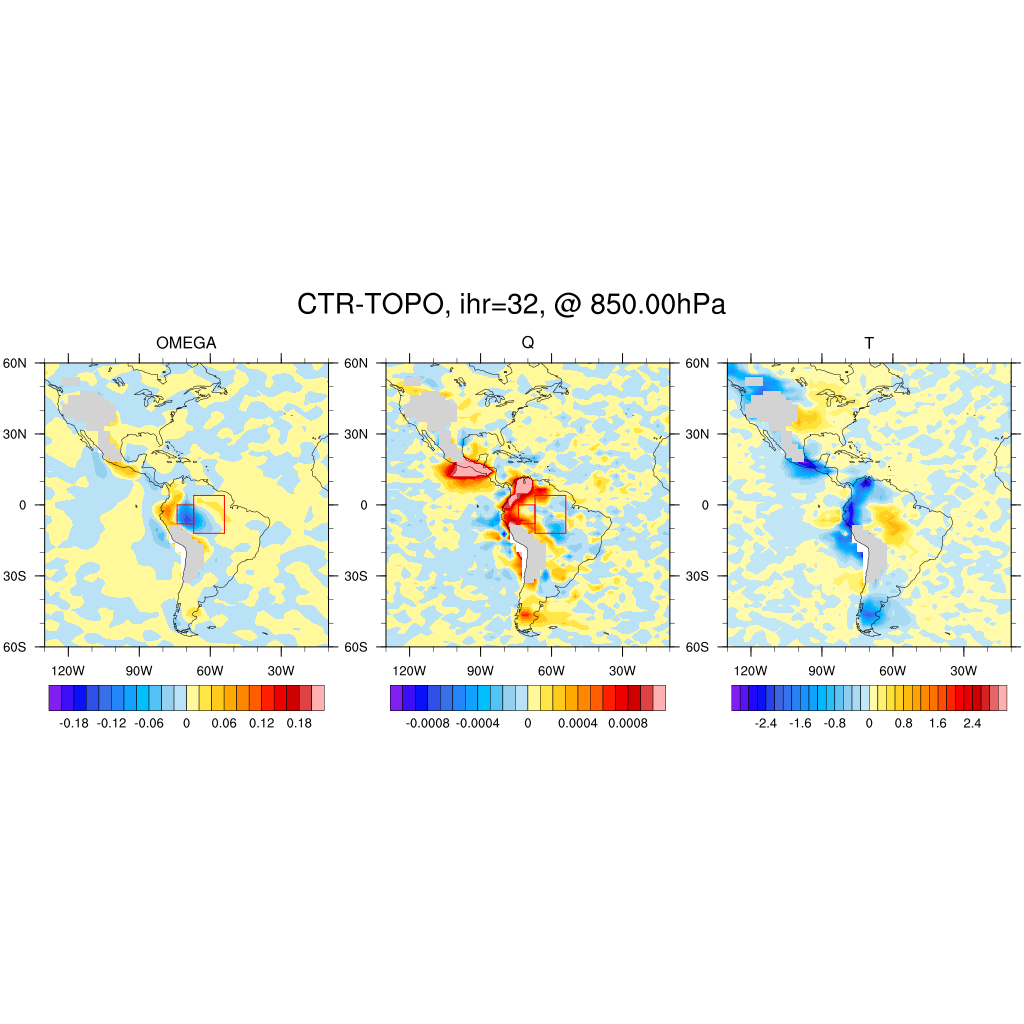 CTR-TOPO, ihr=32, @ 850.00hPa
OMEGA Q T
60N 60N 60N
30N 30N 30N
0 0 0
30S 30S 30S
60S 60S 60S
120W 90W 60W 30W 120W 90W 60W 30W 120W 90W 60W 30W
-0.18 -0.12 -0.06 0 0.06 0.12 0.18 -0.0008 -0.0004 0 0.0004 0.0008 -2.4 -1.6 -0.8 0 0.8 1.6 2.4